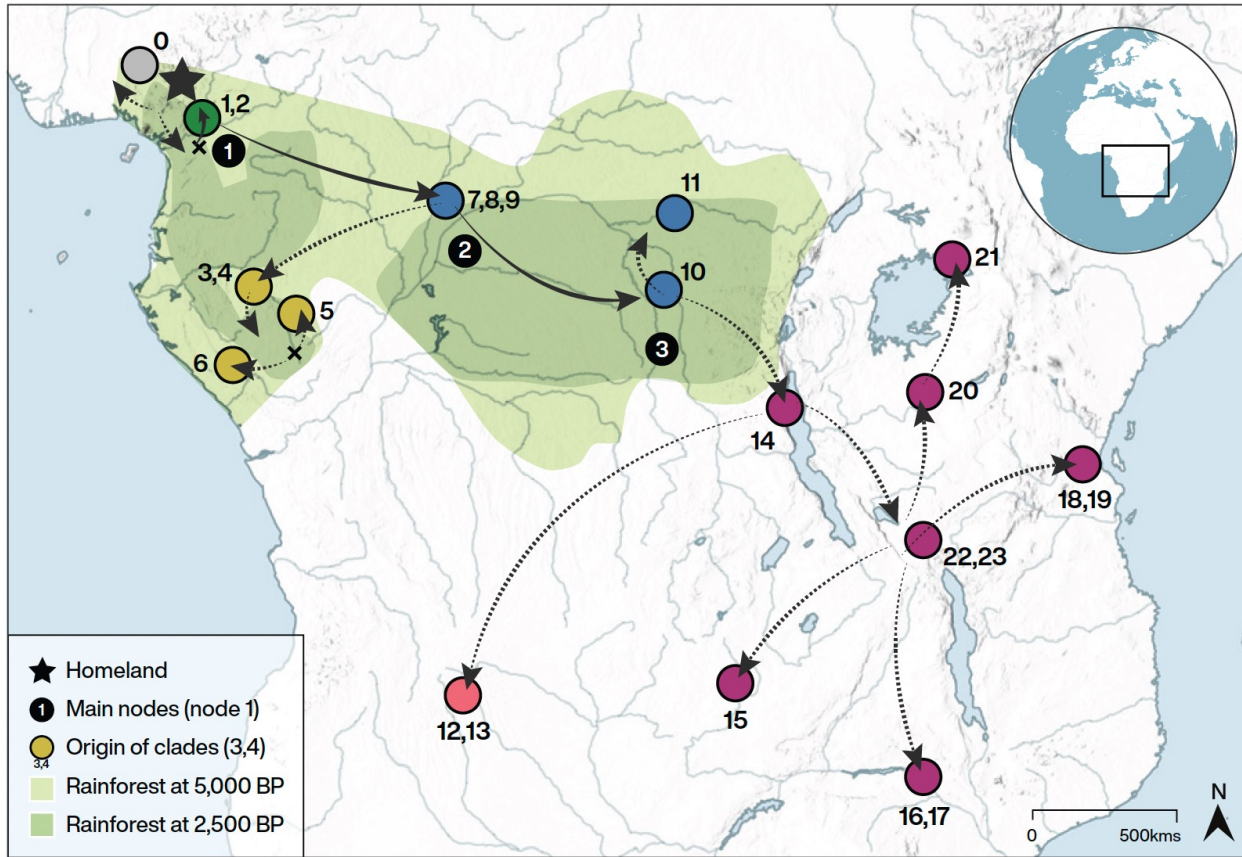 0
1,2
1
11
7,8,9
2
21
3,4
10
5
3
6
20
14
18,19
22,23
Homeland
1 Main nodes (node 1)
Origin of clades (3,4)
3,4
Rainforest at 5,000 BP
Rainforest at 2,500 BP
12,13
15
16,17
N
0 500kms